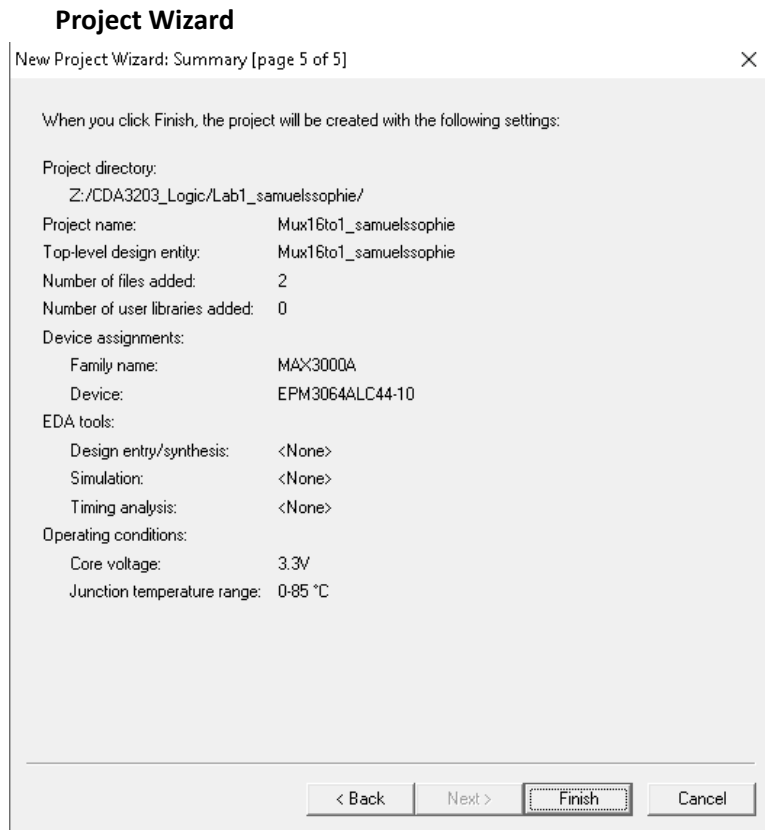 Project Wizard
New Project Wizard: Summary [page 5 of 5]
When you click Finish, the project will be created with the following settings:
Project directory:
Z:/CDA3203_Logic/Lab1_samuelssophie/
Project name: Mux16to1_samuelssophie
Top-level design entity: Mux16to1_samuelssophie
Number of files added: 2
Number of user libraries added: 0
Device assignments:
Family name: MAX3000A
Device: EPM3064ALC44-10
EDA tools:
Design entry/synthesis: <None>
Simulation: <None>
Timing analysis: <None>
Operating conditions:
Core voltage: 3.3V
Junction temperature range: 0-85 °C
< Back Next > Finish Cancel